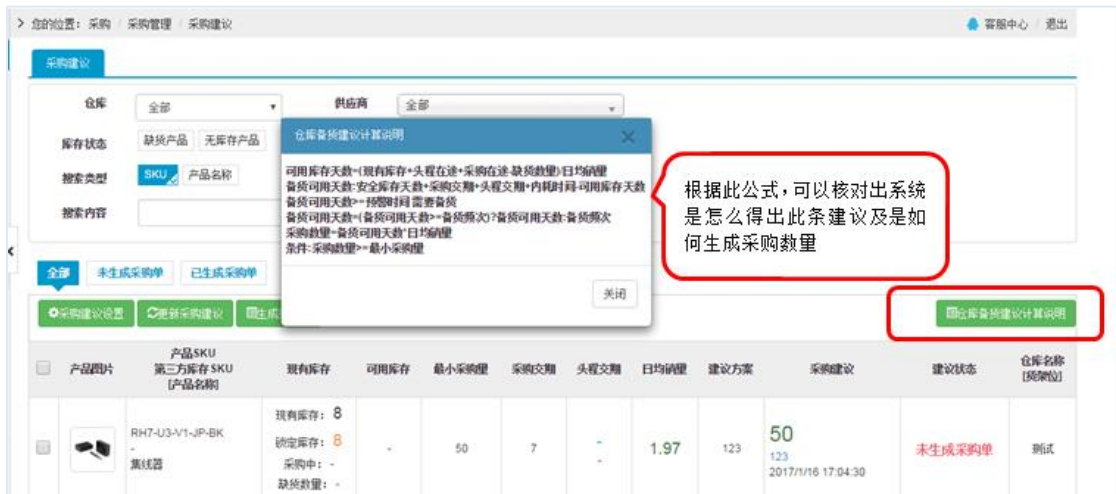 您的位置：采购 / 采购管理 / 采购建议
客服中心 / 退出
采购建议
仓库 全部 供应商 全部
库存状态 缺货产品 无库存产品
搜索类型 SKU 产品名称
搜索内容
仓库备货建议计算说明
可用库存天数=(现有库存+头程在途+采购在途-缺货数量)/日均销量
备货可用天数:安全库存天数+采购交期+头程交期+内耗时间-可用库存天数
备货可用天数>=预警时间 需要备货
备货可用天数=(备货可用天数>=备货频次)?备货可用天数:备货频次
采购数量=备货可用天数*日均销量
条件:采购数量>=最小采购量
关闭
根据此公式，可以核对出系统
是怎么得出此条建议及是如
何生成采购数量
全部 未生成采购单 已生成采购单
采购建议设置 更新采购建议 生成 仓库备货建议计算说明
产品图片
产品SKU
第三方库存SKU
[产品名称]
现有库存 可用库存 最小采购量 采购交期 头程交期 日均销量 建议方案 采购建议 建议状态
仓库名称
[货架位]
RH7-U3-V1-JP-BK
-
集线器
现有库存：8
锁定库存：8
采购中：-
缺货数量：-
-
50
7
-
-
1.97
123
50
123
2017/1/16 17:04:30
未生成采购单
测试